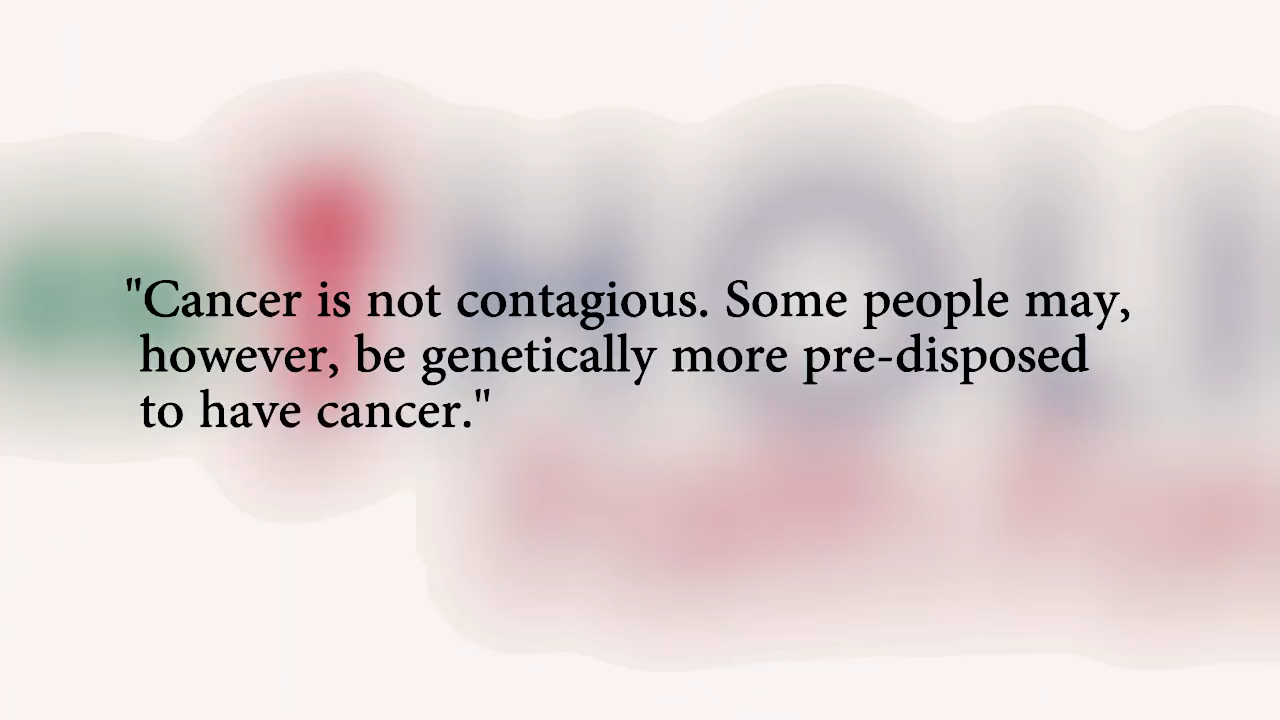 "Cancer is not contagious. Some people may,
however, be genetically more pre-disposed
to have cancer."